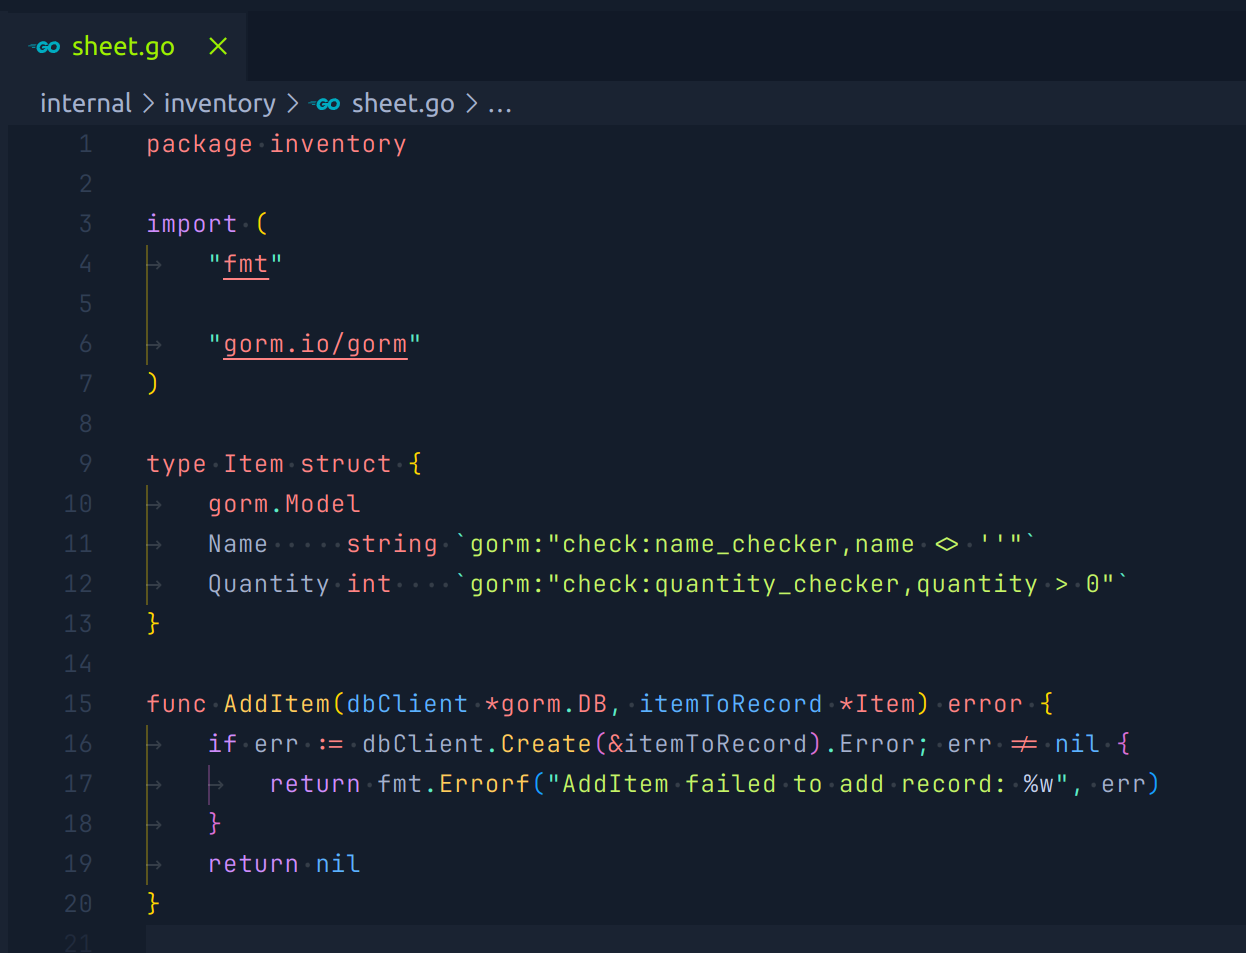 GO sheet.go ×
internal > inventory > GO sheet.go > ...
1 package inventory
2
3 import (
4 "fmt"
5
6 "gorm.io/gorm"
7 )
8
9 type Item struct {
10 gorm.Model
11 Name     string `gorm:"check:name_checker,name <> ''"`
12 Quantity int    `gorm:"check:quantity_checker,quantity > 0"`
13 }
14
15 func AddItem(dbClient *gorm.DB, itemToRecord *Item) error {
16 if err := dbClient.Create(&itemToRecord).Error; err != nil {
17 return fmt.Errorf("AddItem failed to add record: %w", err)
18 }
19 return nil
20 }
21